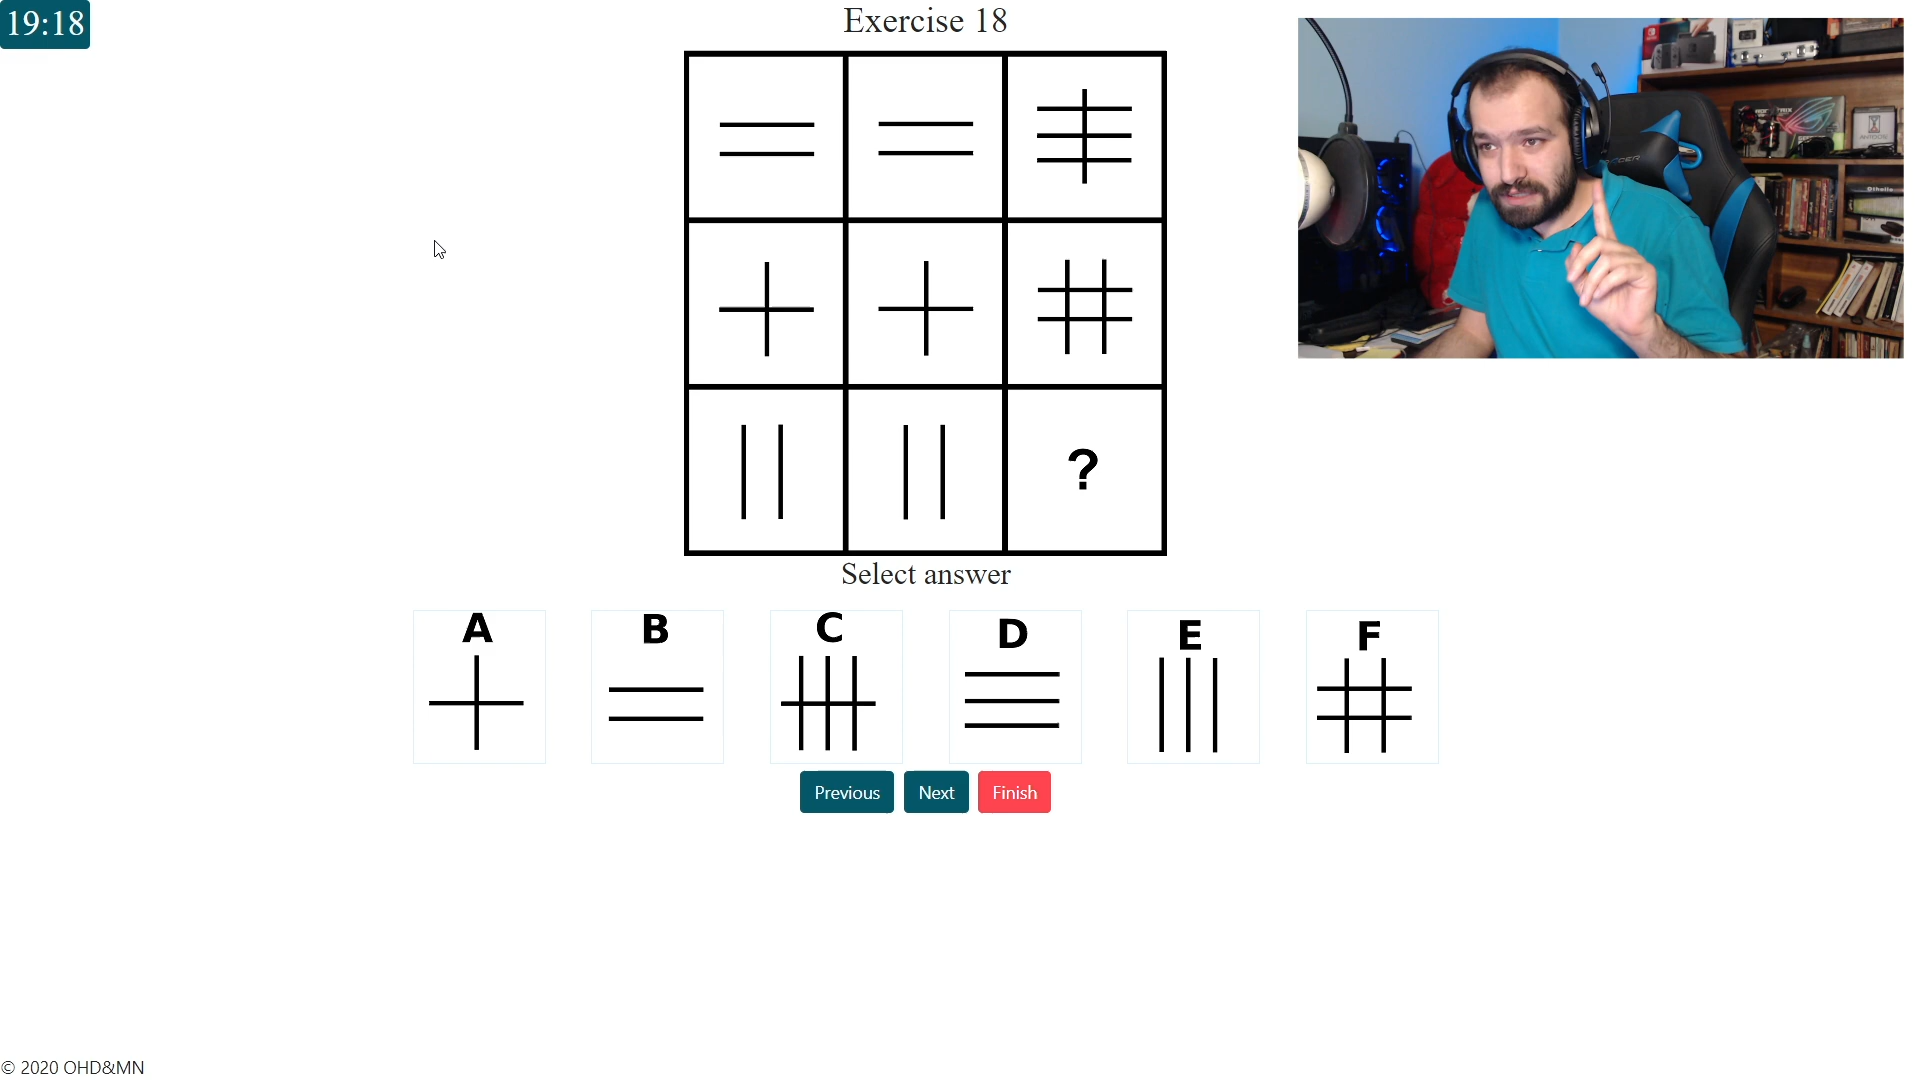 19:18
Exercise 18
?
Select answer
A
B
C
D
E
F
Previous
Next
Finish
© 2020 OHD&MN